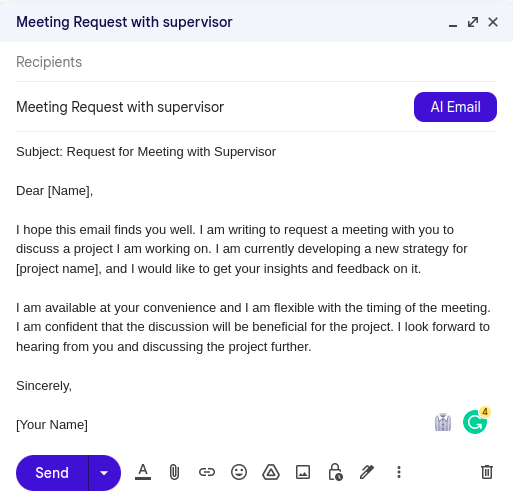 Meeting Request with supervisor
Recipients
Meeting Request with supervisor
AI Email
Subject: Request for Meeting with Supervisor
Dear [Name],
I hope this email finds you well. I am writing to request a meeting with you to
discuss a project I am working on. I am currently developing a new strategy for
[project name], and I would like to get your insights and feedback on it.
I am available at your convenience and I am flexible with the timing of the meeting.
I am confident that the discussion will be beneficial for the project. I look forward to
hearing from you and discussing the project further.
Sincerely,
[Your Name]
4
Send
A